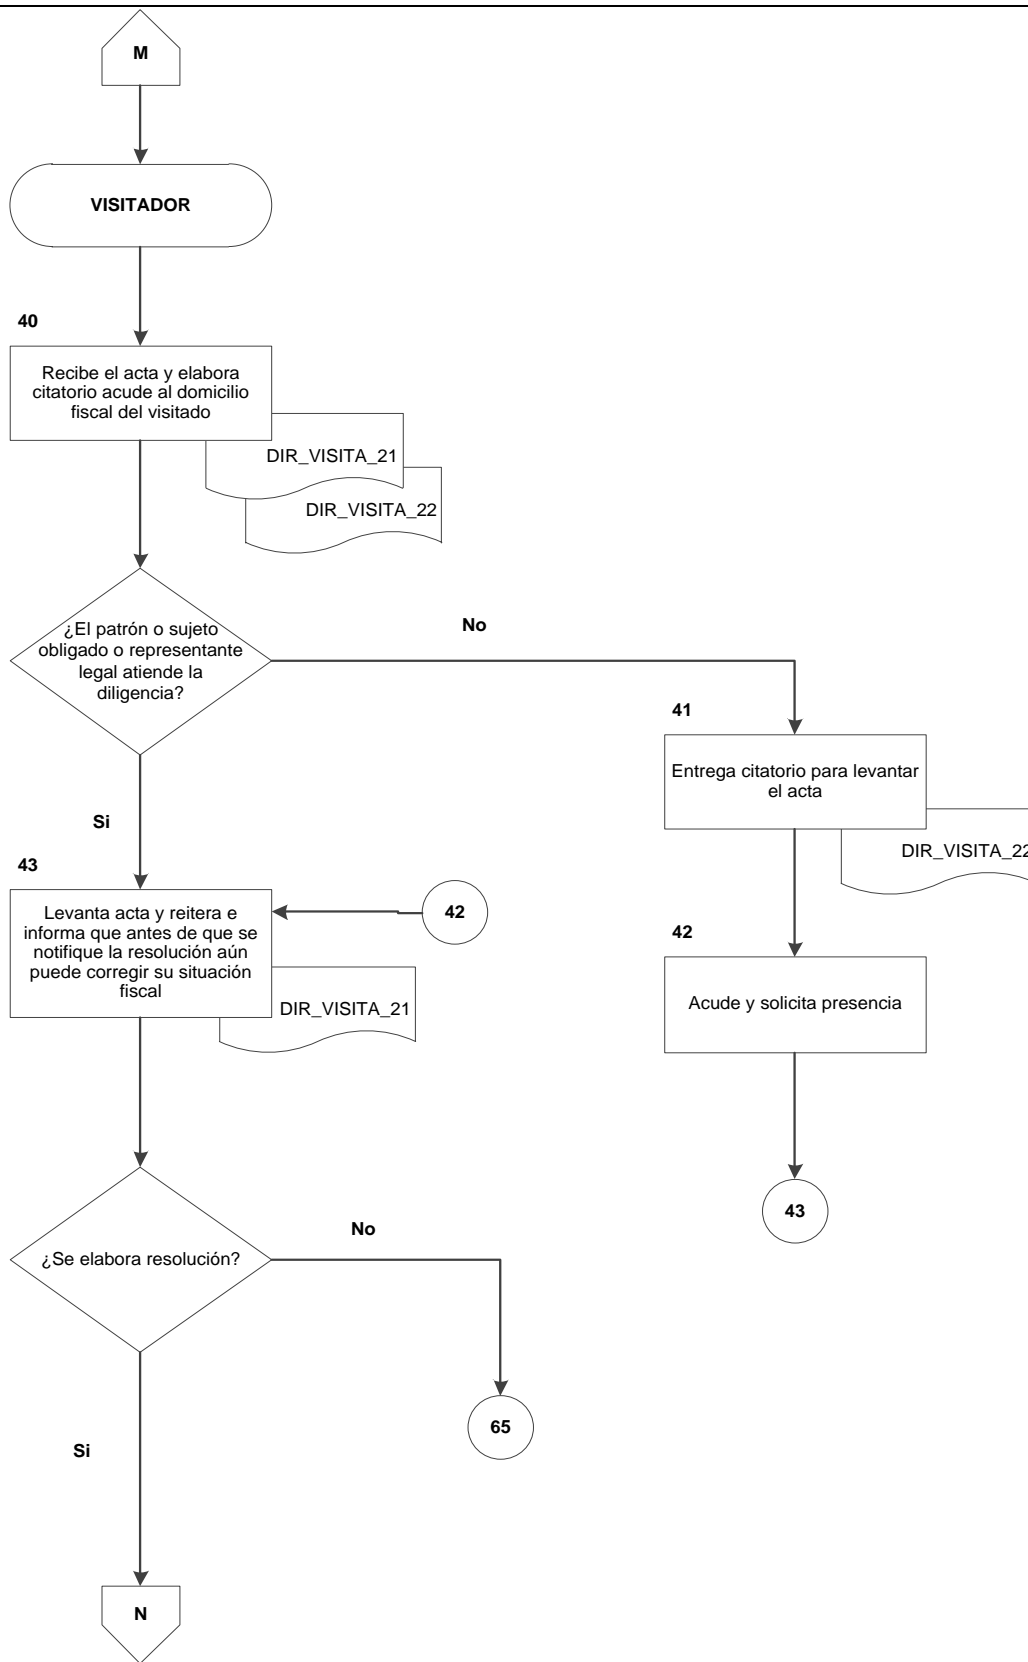 M
VISITADOR
40
Recibe el acta y elabora
citatorio acude al domicilio
fiscal del visitado
DIR_VISITA_21
DIR_VISITA_22
¿El patrón o sujeto
obligado o representante
legal atiende la
diligencia?
No
41
Entrega citatorio para levantar
el acta
DIR_VISITA_22
Si
43
Levanta acta y reitera e
informa que antes de que se
notifique la resolución aún
puede corregir su situación
fiscal
42
DIR_VISITA_21
42
Acude y solicita presencia
43
¿Se elabora resolución?
No
65
Si
N